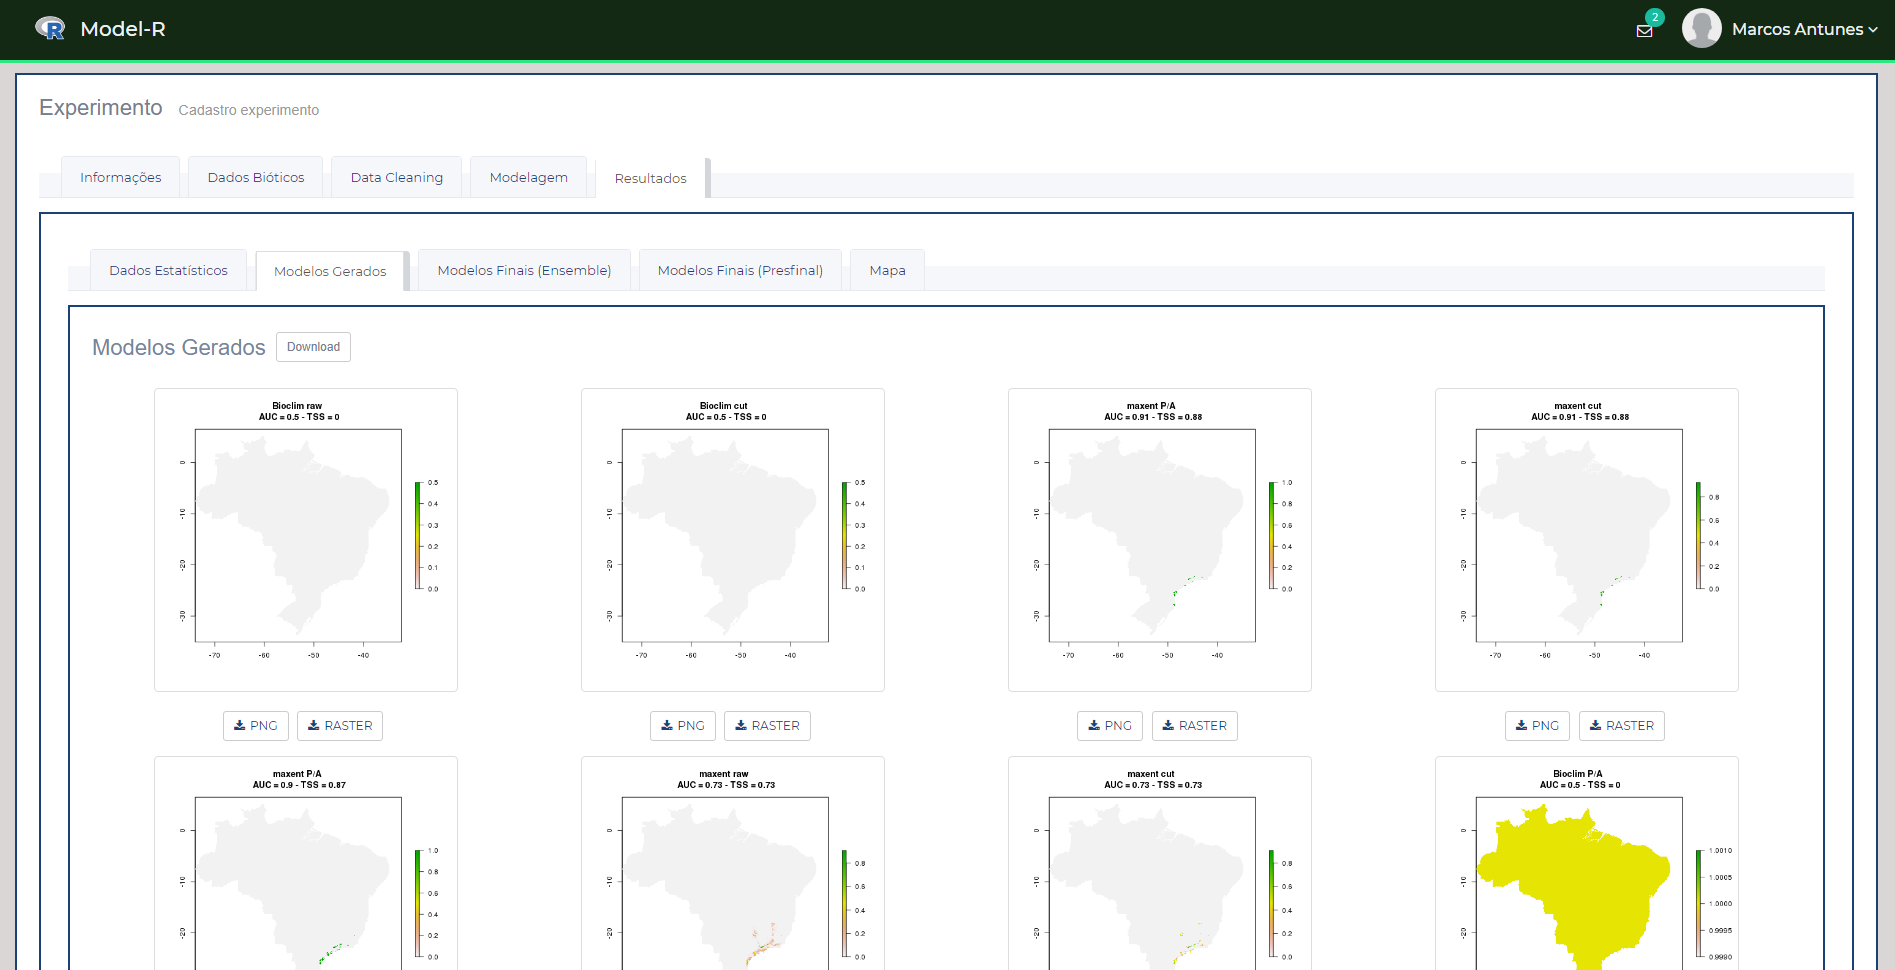 Model-R
2
Marcos Antunes
Experimento Cadastro experimento
Informações Dados Bióticos Data Cleaning Modelagem Resultados
Dados Estatísticos Modelos Gerados Modelos Finais (Ensemble) Modelos Finais (Presfinal) Mapa
Modelos Gerados Download
Bioclim raw
AUC = 0.5 - TSS = 0
0
-10
-20
-30
-70 -60 -50 -40
0.5
0.4
0.3
0.2
0.1
0.0
Bioclim cut
AUC = 0.5 - TSS = 0
0
-10
-20
-30
-70 -60 -50 -40
0.5
0.4
0.3
0.2
0.1
0.0
maxent P/A
AUC = 0.91 - TSS = 0.88
0
-10
-20
-30
-70 -60 -50 -40
1.0
0.8
0.6
0.4
0.2
0.0
maxent cut
AUC = 0.91 - TSS = 0.88
0
-10
-20
-30
-70 -60 -50 -40
0.8
0.6
0.4
0.2
0.0
PNG RASTER
PNG RASTER
PNG RASTER
PNG RASTER
maxent P/A
AUC = 0.9 - TSS = 0.87
0
-10
-20
1.0
0.8
0.6
0.4
0.2
0.0
maxent raw
AUC = 0.73 - TSS = 0.73
0
-10
-20
0.8
0.6
0.4
0.2
0.0
maxent cut
AUC = 0.73 - TSS = 0.73
0
-10
-20
0.8
0.6
0.4
0.2
0.0
Bioclim P/A
AUC = 0.5 - TSS = 0
0
-10
-20
1.0010
1.0005
1.0000
0.9995
0.9990